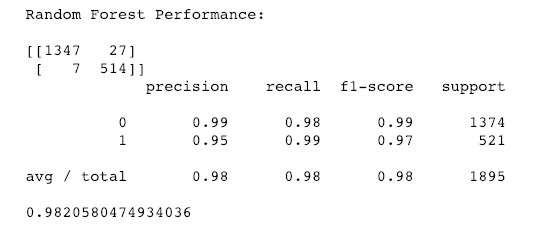 Random Forest Performance:
[[1347 27]
[ 7 514]]
precision recall f1-score support
0 0.99 0.98 0.99 1374
1 0.95 0.99 0.97 521
avg / total 0.98 0.98 0.98 1895
0.9820580474934036